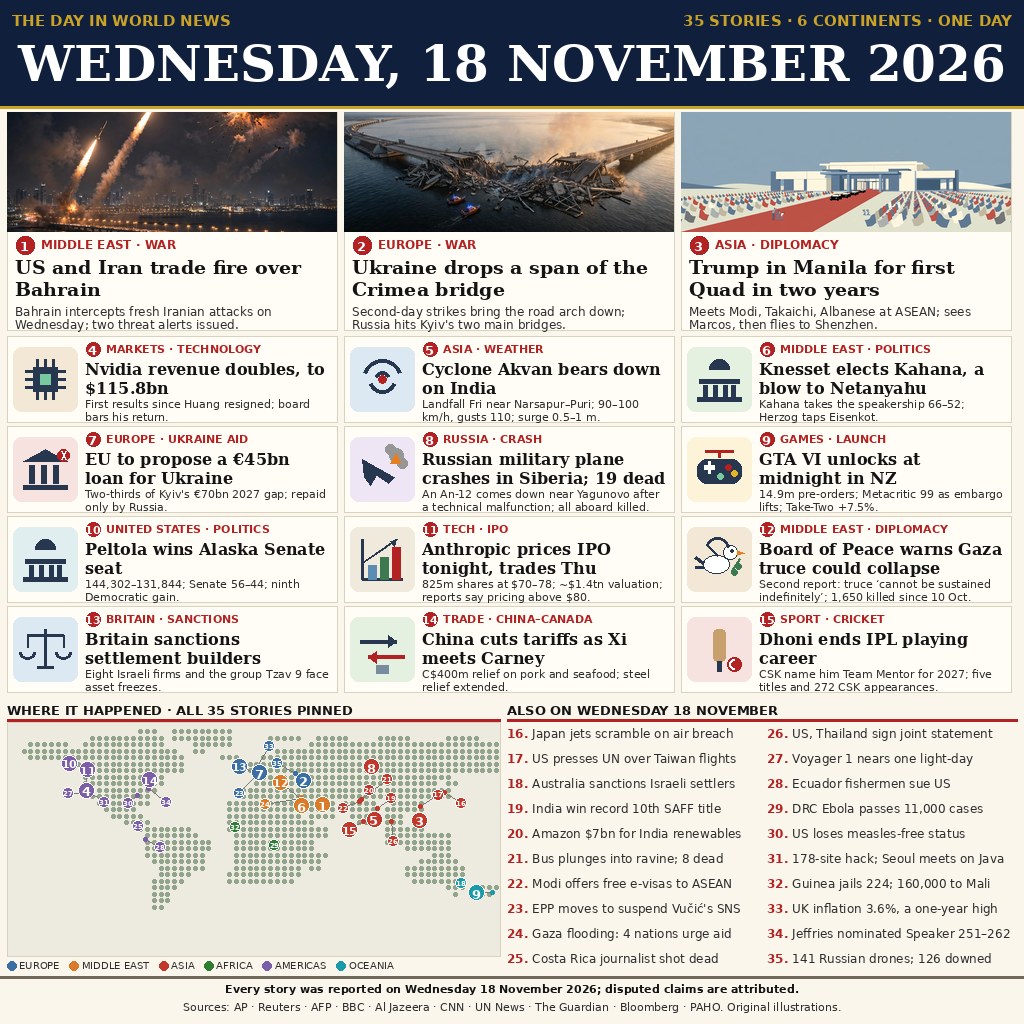 THE DAY IN WORLD NEWS
35 STORIES · 6 CONTINENTS · ONE DAY
WEDNESDAY, 18 NOVEMBER 2026
1 MIDDLE EAST · WAR
US and Iran trade fire over
Bahrain
Bahrain intercepts fresh Iranian attacks on
Wednesday; two threat alerts issued.
2 EUROPE · WAR
Ukraine drops a span of the
Crimea bridge
Second-day strikes bring the road arch down;
Russia hits Kyiv's two main bridges.
3 ASIA · DIPLOMACY
Trump in Manila for first
Quad in two years
Meets Modi, Takaichi, Albanese at ASEAN; sees
Marcos, then flies to Shenzhen.
4 MARKETS · TECHNOLOGY
Nvidia revenue doubles, to
$115.8bn
First results since Huang resigned; board
bars his return.
5 ASIA · WEATHER
Cyclone Akvan bears down
on India
Landfall Fri near Narsapur–Puri; 90–100
km/h, gusts 110; surge 0.5–1 m.
6 MIDDLE EAST · POLITICS
Knesset elects Kahana, a
blow to Netanyahu
Kahana takes the speakership 66–52;
Herzog taps Eisenkot.
7 EUROPE · UKRAINE AID
EU to propose a €45bn
loan for Ukraine
Two-thirds of Kyiv's €70bn 2027 gap; repaid
only by Russia.
8 RUSSIA · CRASH
Russian military plane
crashes in Siberia; 19 dead
An An-12 comes down near Yagunovo after
a technical malfunction; all aboard killed.
9 GAMES · LAUNCH
GTA VI unlocks at
midnight in NZ
14.9m pre-orders; Metacritic 99 as embargo
lifts; Take-Two +7.5%.
10 UNITED STATES · POLITICS
Peltola wins Alaska Senate
seat
144,302–131,844; Senate 56–44; ninth
Democratic gain.
11 TECH · IPO
Anthropic prices IPO
tonight, trades Thu
825m shares at $70–78; ~$1.4tn valuation;
reports say pricing above $80.
12 MIDDLE EAST · DIPLOMACY
Board of Peace warns Gaza
truce could collapse
Second report: truce ‘cannot be sustained
indefinitely’; 1,650 killed since 10 Oct.
13 BRITAIN · SANCTIONS
Britain sanctions
settlement builders
Eight Israeli firms and the group Tzav 9 face
asset freezes.
14 TRADE · CHINA–CANADA
China cuts tariffs as Xi
meets Carney
C$400m relief on pork and seafood; steel
relief extended.
15 SPORT · CRICKET
Dhoni ends IPL playing
career
CSK name him Team Mentor for 2027; five
titles and 272 CSK appearances.
WHERE IT HAPPENED · ALL 35 STORIES PINNED
EUROPE MIDDLE EAST ASIA AFRICA AMERICAS OCEANIA
ALSO ON WEDNESDAY 18 NOVEMBER
16. Japan jets scramble on air breach
17. US presses UN over Taiwan flights
18. Australia sanctions Israeli settlers
19. India win record 10th SAFF title
20. Amazon $7bn for India renewables
21. Bus plunges into ravine; 8 dead
22. Modi offers free e-visas to ASEAN
23. EPP moves to suspend Vučić's SNS
24. Gaza flooding: 4 nations urge aid
25. Costa Rica journalist shot dead
26. US, Thailand sign joint statement
27. Voyager 1 nears one light-day
28. Ecuador fishermen sue US
29. DRC Ebola passes 11,000 cases
30. US loses measles-free status
31. 178-site hack; Seoul meets on Java
32. Guinea jails 224; 160,000 to Mali
33. UK inflation 3.6%, a one-year high
34. Jeffries nominated Speaker 251–262
35. 141 Russian drones; 126 downed
Every story was reported on Wednesday 18 November 2026; disputed claims are attributed.
Sources: AP · Reuters · AFP · BBC · Al Jazeera · CNN · UN News · The Guardian · Bloomberg · PAHO. Original illustrations.